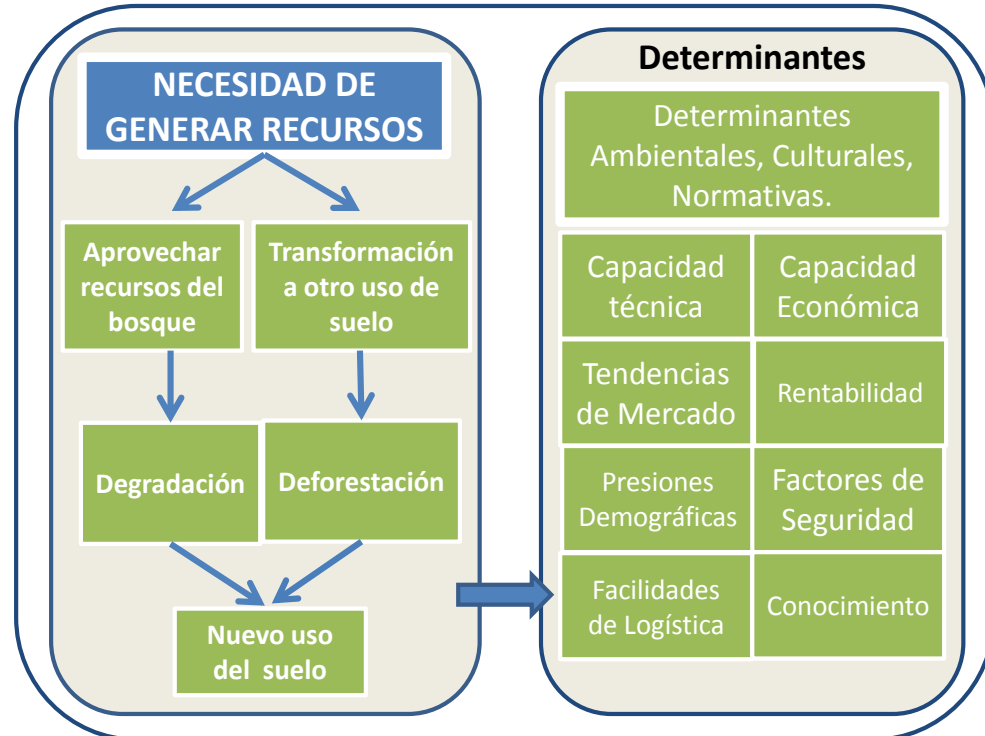 NECESIDAD DE
GENERAR RECURSOS
Aprovechar
recursos del
bosque
Transformación
a otro uso de
suelo
Degradación
Deforestación
Nuevo uso
del suelo
Determinantes
Determinantes
Ambientales, Culturales,
Normativas.
Capacidad
técnica
Capacidad
Económica
Tendencias
de Mercado
Rentabilidad
Presiones
Demográficas
Factores de
Seguridad
Facilidades
de Logística
Conocimiento